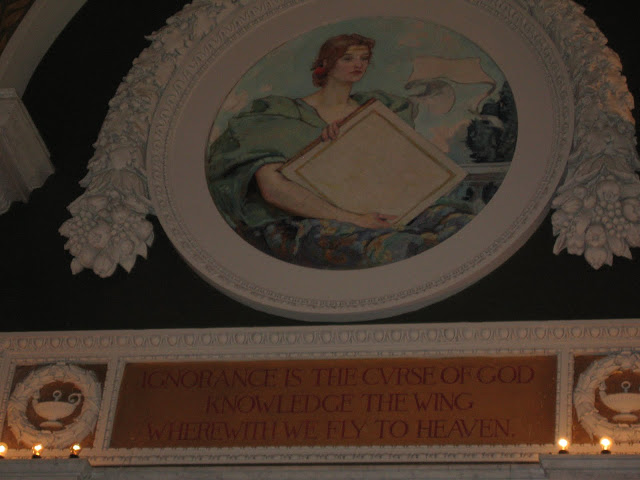 IGNORANCE IS THE CVRSE OF GOD
KNOWLEDGE THE WING
WHEREWITH WE FLY TO HEAVEN.